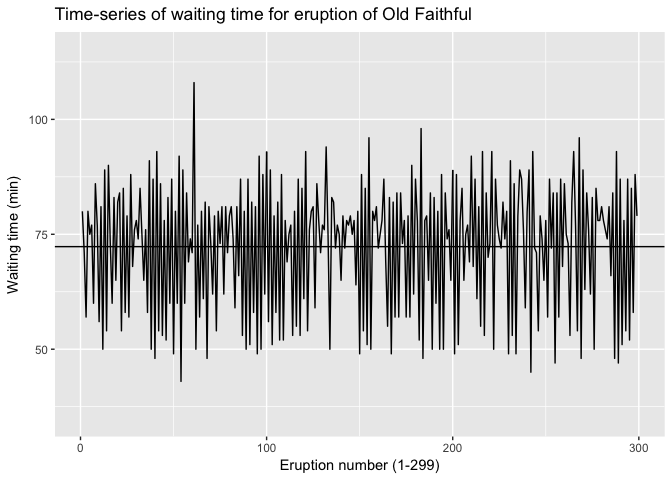 Time-series of waiting time for eruption of Old Faithful
100
75
50
Waiting time (min)
0
100
200
300
Eruption number (1-299)